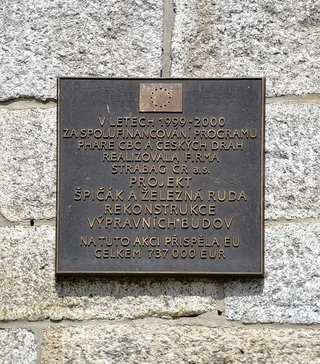 V LETECH 1999-2000
ZA SPOLUFINANCOVÁNÍ PROGRAMU
PHARE CBC A ČESKÝCH DRAH
REALIZOVALA FIRMA
STRABAG ČR a.s.
PROJEKT
ŠPIČÁK A ŽELEZNÁ RUDA
REKONSTRUKCE
VÝPRAVNÍCH BUDOV
NA TUTO AKCI PŘISPĚLA EU
CELKEM 737 000 EUR